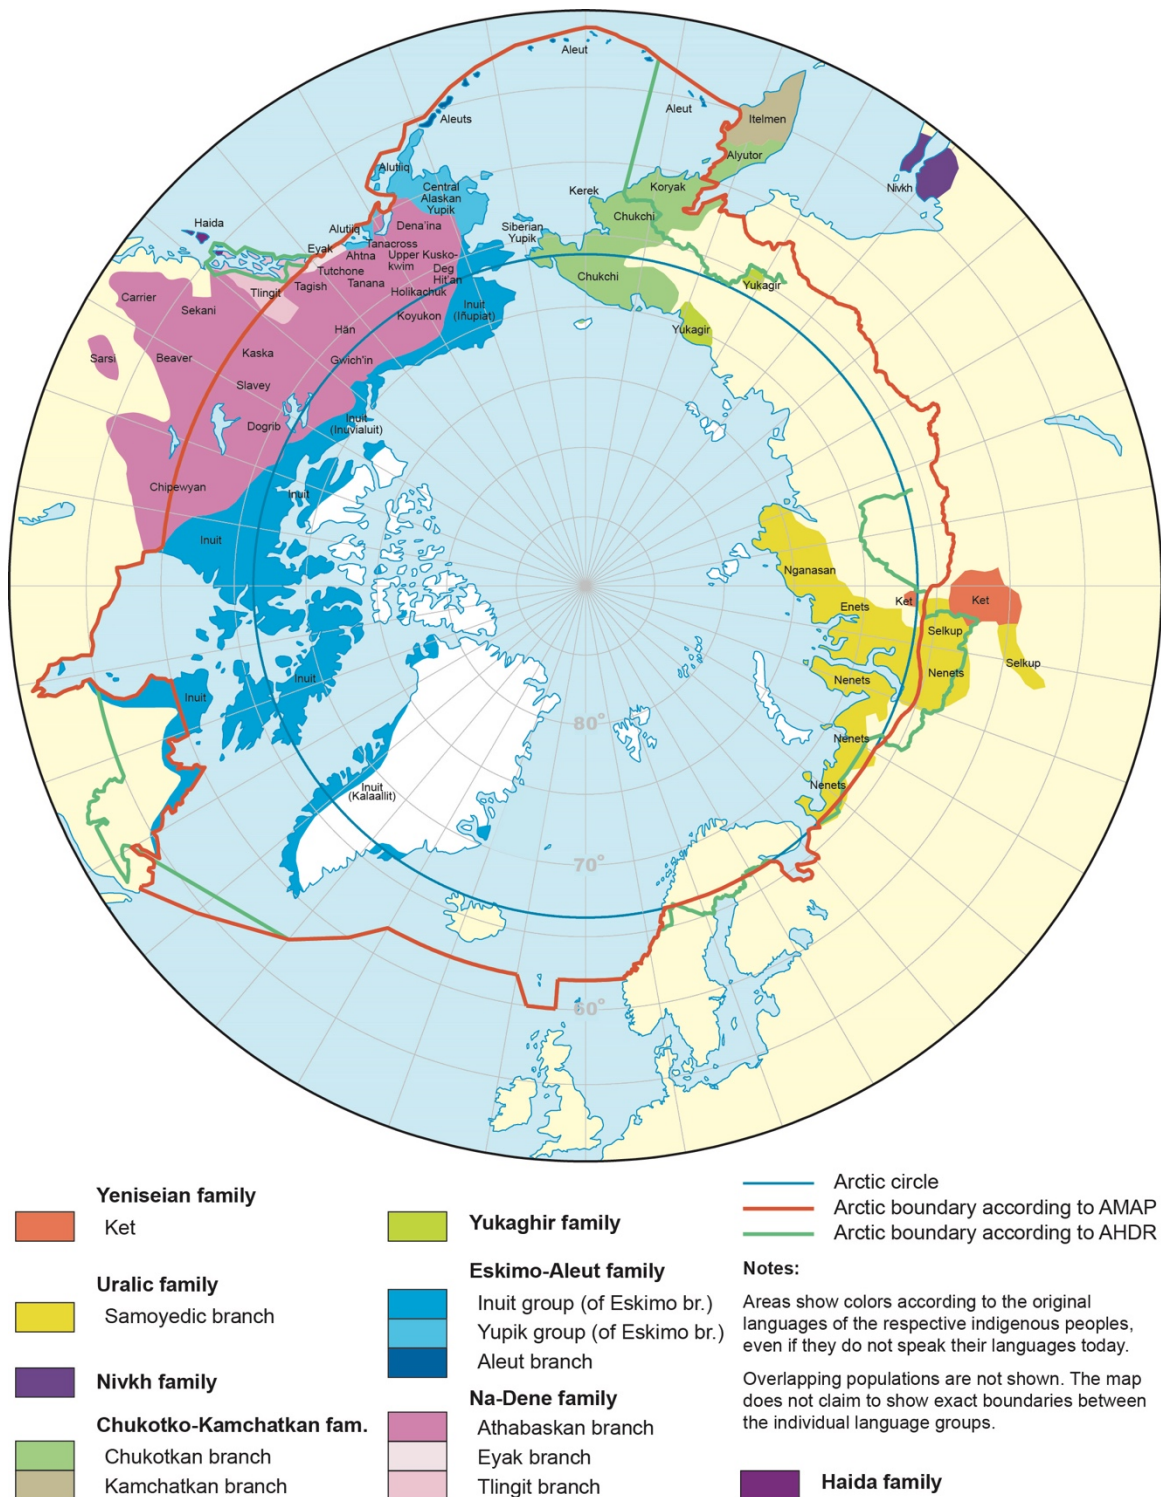 Aleut
Aleut
Aleuts
Itelmen
Alyutor
Alutiiq
Nivkh
Central
Alaskan
Yupik
Kerek
Koryak
Chukchi
Haida
Dena'ina
Siberian
Yupik
Alutiiq
Eyak
Tanacross
Ahtna
Upper Kusko-
kwim
Tutchone
Deg
Hit'an
Chukchi
Yukagir
Tlingit
Tagish
Tanana
Holikachuk
Carrier
Sekani
Koyukon
Inuit
(Iñupiat)
Hän
Yukagir
Sarsi
Beaver
Kaska
Gwich'in
Slavey
Dogrib
Inuit
(Inuvialuit)
Chipewyan
Inuit
Inuit
Nganasan
Enets
Ket
Ket
Selkup
Selkup
Inuit
Inuit
Nenets
Nenets
80°
Nenets
Nenets
Inuit
(Kalaallit)
70°
60°
Yeniseian family
Ket
Uralic family
Samoyedic branch
Nivkh family
Chukotko-Kamchatkan fam.
Chukotkan branch
Kamchatkan branch
Yukaghir family
Eskimo-Aleut family
Inuit group (of Eskimo br.)
Yupik group (of Eskimo br.)
Aleut branch
Na-Dene family
Athabaskan branch
Eyak branch
Tlingit branch
Arctic circle
Arctic boundary according to AMAP
Arctic boundary according to AHDR
Notes:
Areas show colors according to the original
languages of the respective indigenous peoples,
even if they do not speak their languages today.
Overlapping populations are not shown. The map
does not claim to show exact boundaries between
the individual language groups.
Haida family